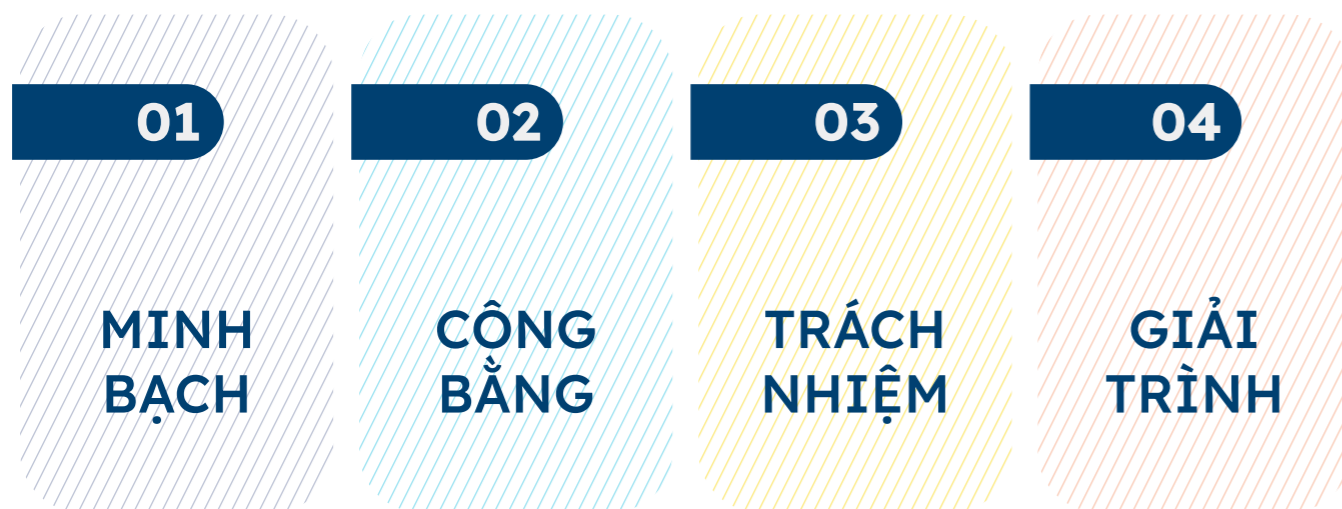 01
MINH
BẠCH
02
CÔNG
BẰNG
03
TRÁCH
NHIỆM
04
GIẢI
TRÌNH